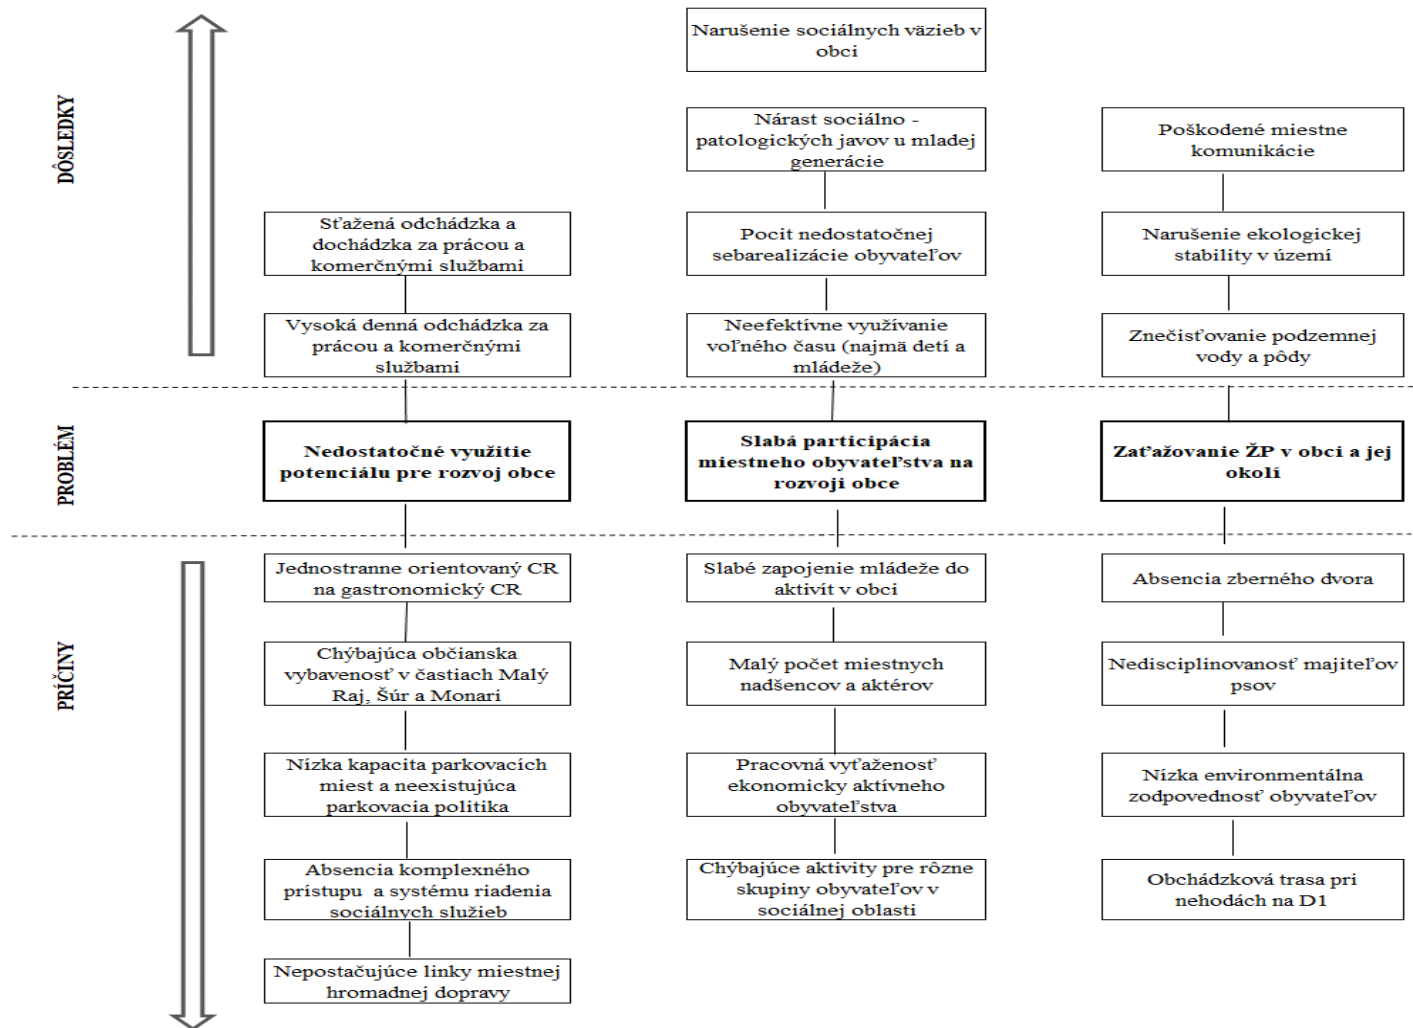 DÔSLEDKY
Narušenie sociálnych väzieb v
obci
Nárast sociálno -
patologických javov u mladej
generácie
Poškodené miestne
komunikácie
Sťažená odchádzka a
dochádzka za prácou a
komerčnými službami
Pocit nedostatočnej
sebarealizácie obyvateľov
Narušenie ekologickej
stability v území
Vysoká denná odchádzka za
prácou a komerčnými
službami
Neefektívne využívanie
voľného času (najmä detí a
mládeže)
Znečisťovanie podzemnej
vody a pôdy
PROBLÉM
Nedostatočné využitie
potenciálu pre rozvoj obce
Slabá participácia
miestneho obyvateľstva na
rozvoji obce
Zaťažovanie ŽP v obci a jej
okolí
PRÍČINY
Jednostranne orientovaný CR
na gastronomický CR
Slabé zapojenie mládeže do
aktivít v obci
Absencia zberného dvora
Chýbajúca občianska
vybavenosť v častiach Malý
Raj, Šúr a Monari
Malý počet miestnych
nadšencov a aktérov
Nedisciplinovanosť majiteľov
psov
Nízka kapacita parkovacích
miest a neexistujúca
parkovacia politika
Pracovná vyťaženosť
ekonomicky aktívneho
obyvateľstva
Nízka environmentálna
zodpovednosť obyvateľov
Absencia komplexného
prístupu a systému riadenia
sociálnych služieb
Chýbajúce aktivity pre rôzne
skupiny obyvateľov v
sociálnej oblasti
Obchádzková trasa pri
nehodách na D1
Nepostačujúce linky miestnej
hromadnej dopravy